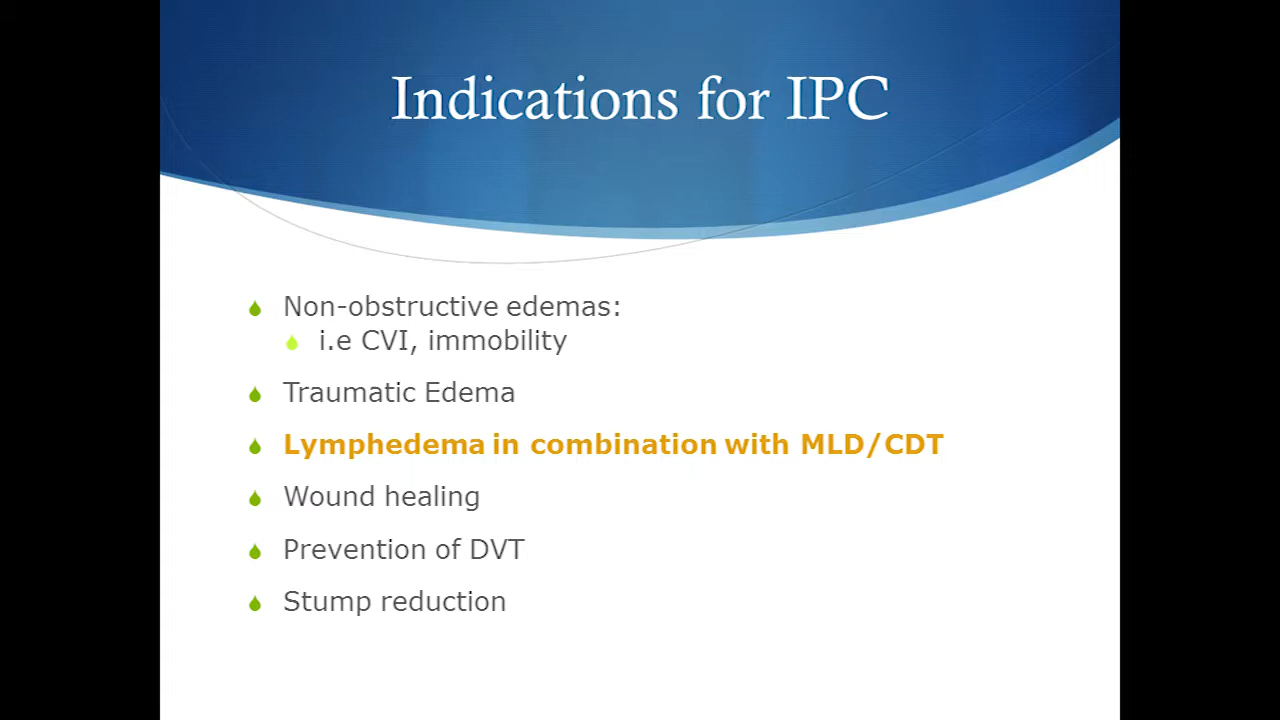 Indications for IPC
Non-obstructive edemas:
i.e CVI, immobility
Traumatic Edema
Lymphedema in combination with MLD/CDT
Wound healing
Prevention of DVT
Stump reduction